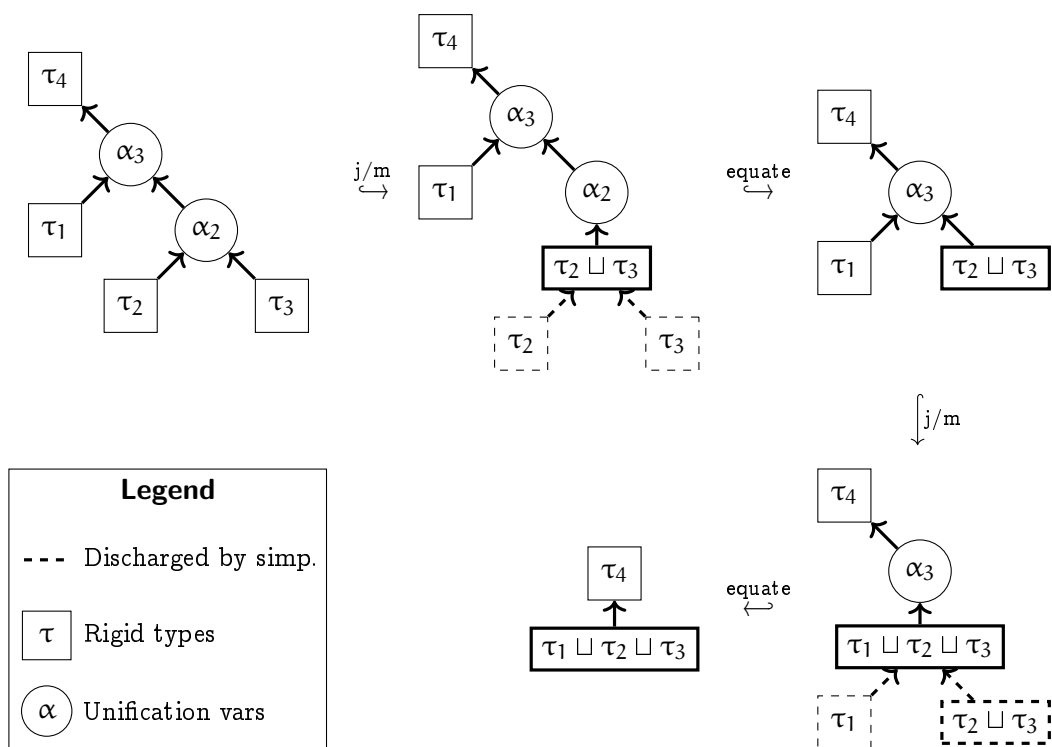 τ4
α3
τ1
α2
τ2
τ3
j/m
↪
τ4
α3
τ1
α2
τ2 ⊔ τ3
τ2
τ3
equate
↪
τ4
α3
τ1
τ2 ⊔ τ3
j/m
τ4
α3
τ1 ⊔ τ2 ⊔ τ3
τ1
τ2 ⊔ τ3
equate
↩
τ4
τ1 ⊔ τ2 ⊔ τ3
Legend
Discharged by simp.
τ Rigid types
α Unification vars